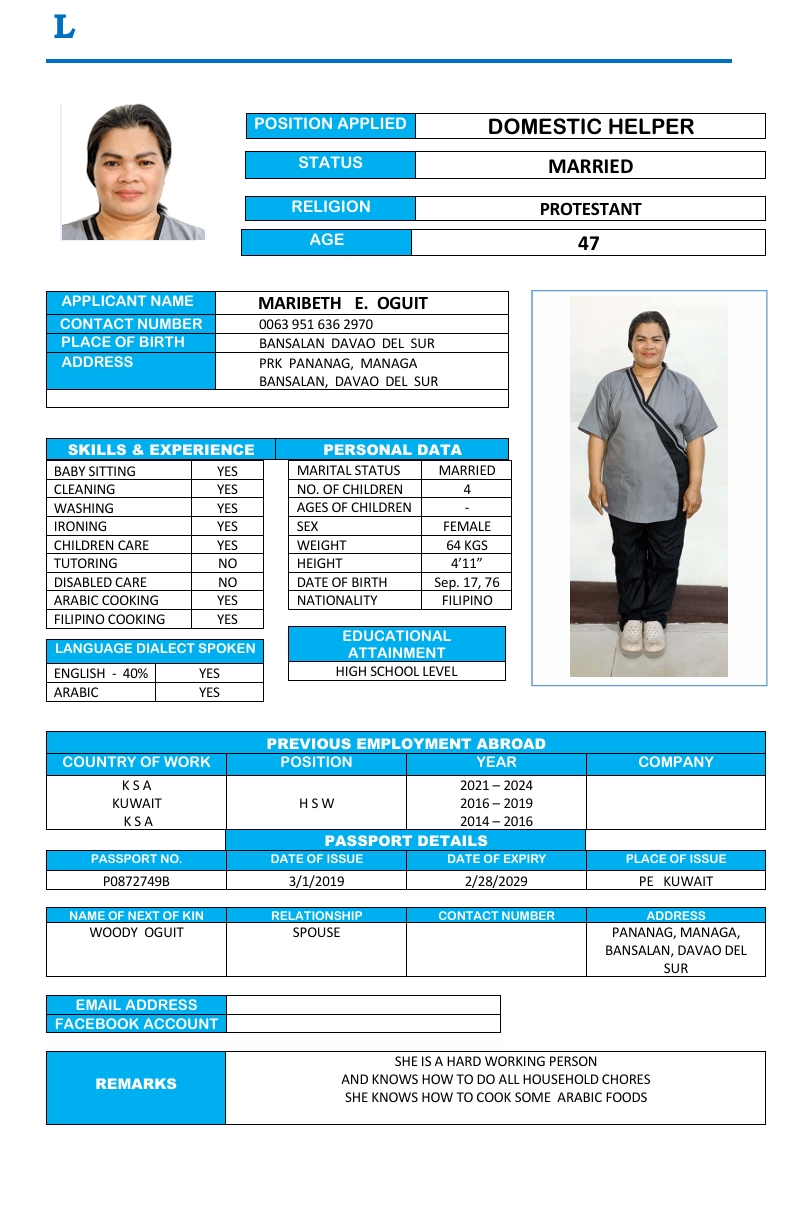 L
POSITION APPLIED DOMESTIC HELPER
STATUS MARRIED
RELIGION PROTESTANT
AGE 47
APPLICANT NAME MARIBETH E. OGUIT
CONTACT NUMBER 0063 951 636 2970
PLACE OF BIRTH BANSALAN DAVAO DEL SUR
ADDRESS PRK PANANAG, MANAGA
BANSALAN, DAVAO DEL SUR
SKILLS & EXPERIENCE
BABY SITTING YES
CLEANING YES
WASHING YES
IRONING YES
CHILDREN CARE YES
TUTORING NO
DISABLED CARE NO
ARABIC COOKING YES
FILIPINO COOKING YES
LANGUAGE DIALECT SPOKEN
ENGLISH - 40% YES
ARABIC YES
PERSONAL DATA
MARITAL STATUS MARRIED
NO. OF CHILDREN 4
AGES OF CHILDREN -
SEX FEMALE
WEIGHT 64 KGS
HEIGHT 4’11”
DATE OF BIRTH Sep. 17, 76
NATIONALITY FILIPINO
EDUCATIONAL
ATTAINMENT
HIGH SCHOOL LEVEL
PREVIOUS EMPLOYMENT ABROAD
COUNTRY OF WORK POSITION YEAR COMPANY
K S A 2021 – 2024
KUWAIT H S W 2016 – 2019
K S A 2014 – 2016
PASSPORT DETAILS
PASSPORT NO. DATE OF ISSUE DATE OF EXPIRY PLACE OF ISSUE
P0872749B 3/1/2019 2/28/2029 PE KUWAIT
NAME OF NEXT OF KIN RELATIONSHIP CONTACT NUMBER ADDRESS
WOODY OGUIT SPOUSE PANANAG, MANAGA,
BANSALAN, DAVAO DEL
SUR
EMAIL ADDRESS
FACEBOOK ACCOUNT
REMARKS
SHE IS A HARD WORKING PERSON
AND KNOWS HOW TO DO ALL HOUSEHOLD CHORES
SHE KNOWS HOW TO COOK SOME ARABIC FOODS